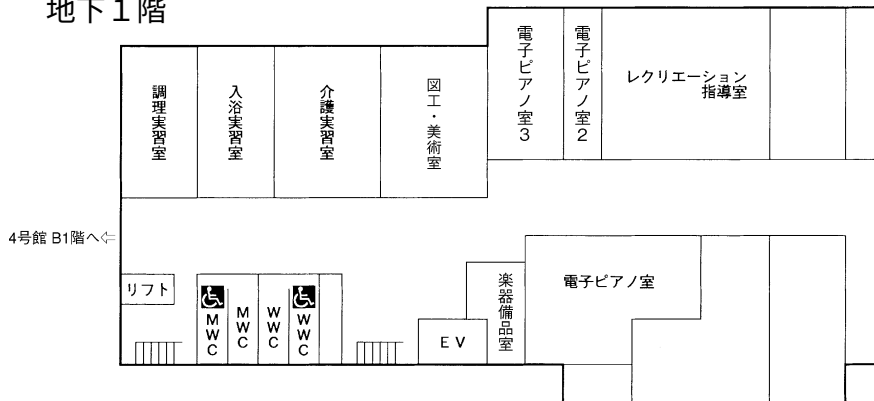 地下1階
調理実習室
入浴実習室
介護実習室
図工・美術室
電子ピアノ室3
電子ピアノ室2
レクリエーション
指導室
4号館 B1階へ⇦
リフト
MWC
MWC
WWC
WWC
EV
楽器備品室
電子ピアノ室